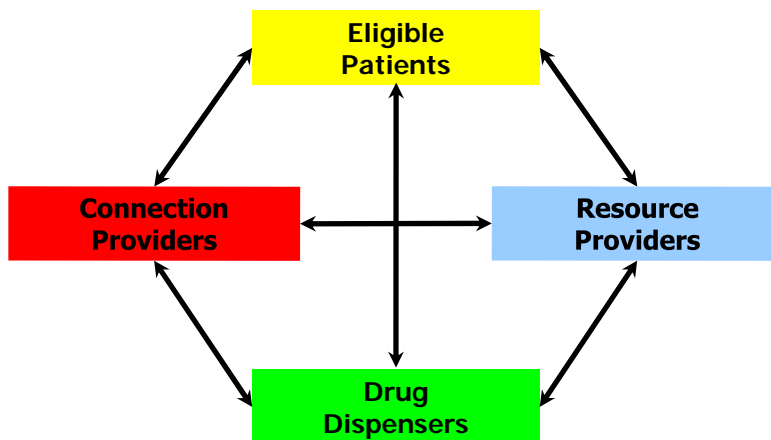 Eligible
Patients
Connection
Providers
Resource
Providers
Drug
Dispensers